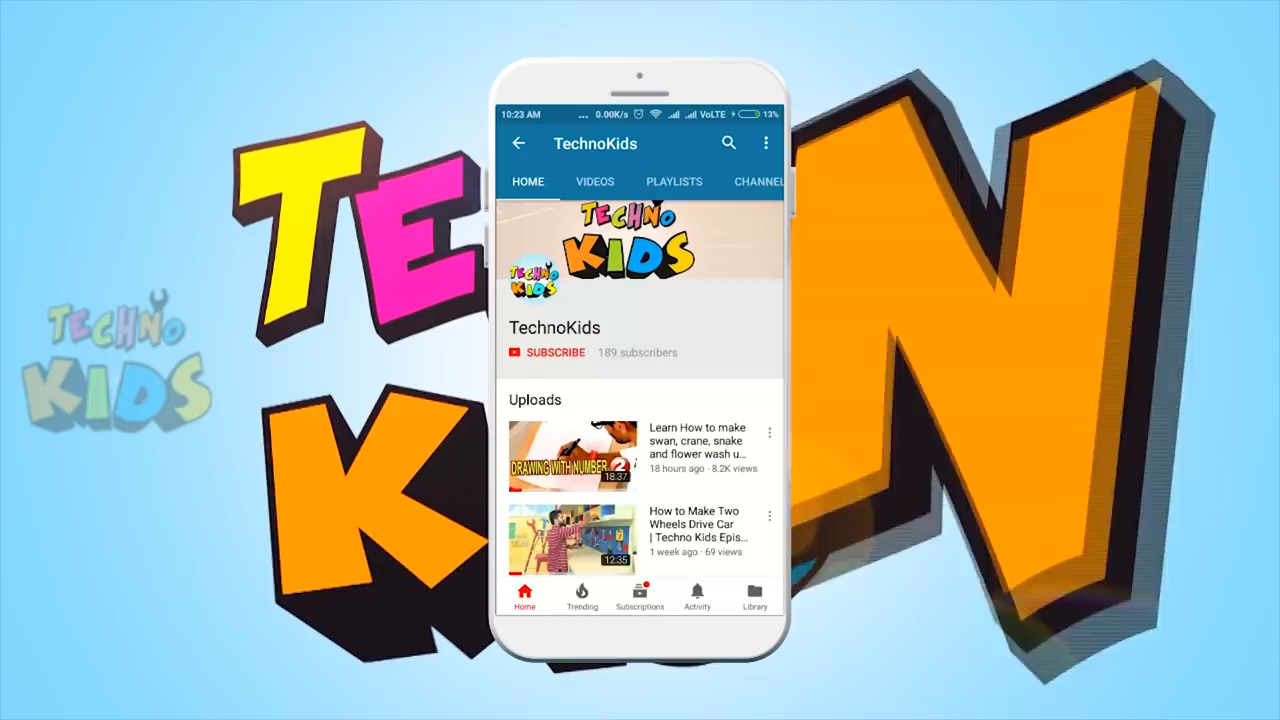 TECHNO
KIDS
TE
K
N
10:23 AM ... 0.00K/s VoLTE 13%
TechnoKids
HOME VIDEOS PLAYLISTS CHANNEL
TECHNO
KIDS
TECHNO
KIDS
TechnoKids
SUBSCRIBE 189 subscribers
Uploads
DRAWING WITH NUMBER 2
18:37
Learn How to make
swan, crane, snake
and flower wash u...
18 hours ago · 8.2K views
12:35
How to Make Two
Wheels Drive Car
| Techno Kids Epis...
1 week ago · 69 views
Home Trending Subscriptions Activity Library